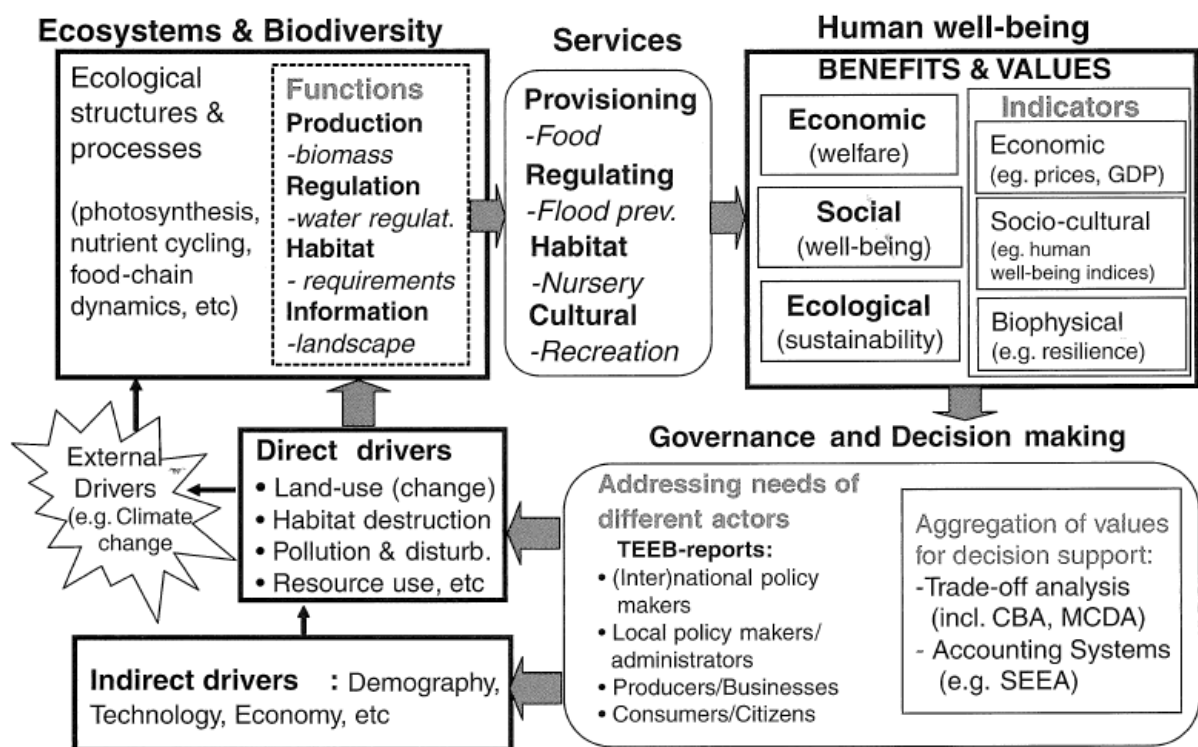 Ecosystems & Biodiversity
Ecological
structures &
processes
(photosynthesis,
nutrient cycling,
food-chain
dynamics, etc)
Functions
Production
-biomass
Regulation
-water regulat.
Habitat
- requirements
Information
-landscape
Services
Provisioning
-Food
Regulating
-Flood prev.
Habitat
-Nursery
Cultural
-Recreation
Human well-being
BENEFITS & VALUES
Economic
(welfare)
Social
(well-being)
Ecological
(sustainability)
Indicators
Economic
(eg. prices, GDP)
Socio-cultural
(eg. human
well-being indices)
Biophysical
(e.g. resilience)
External
Drivers
(e.g. Climate
change
Direct drivers
• Land-use (change)
• Habitat destruction
• Pollution & disturb.
• Resource use, etc
Indirect drivers : Demography,
Technology, Economy, etc
Governance and Decision making
Addressing needs of
different actors
TEEB-reports:
• (Inter)national policy
makers
• Local policy makers/
administrators
• Producers/Businesses
• Consumers/Citizens
Aggregation of values
for decision support:
-Trade-off analysis
(incl. CBA, MCDA)
- Accounting Systems
(e.g. SEEA)